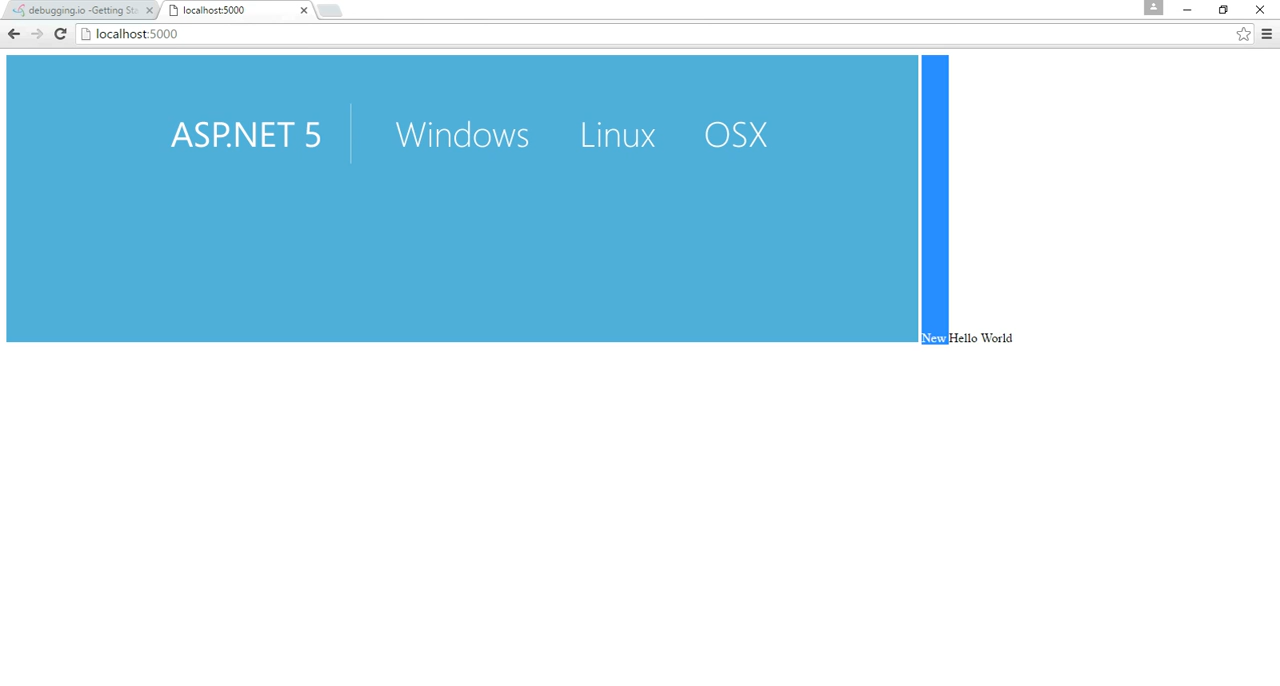 debugging.io -Getting Sta
localhost:5000
localhost:5000
ASP.NET 5 Windows Linux OSX
New Hello World